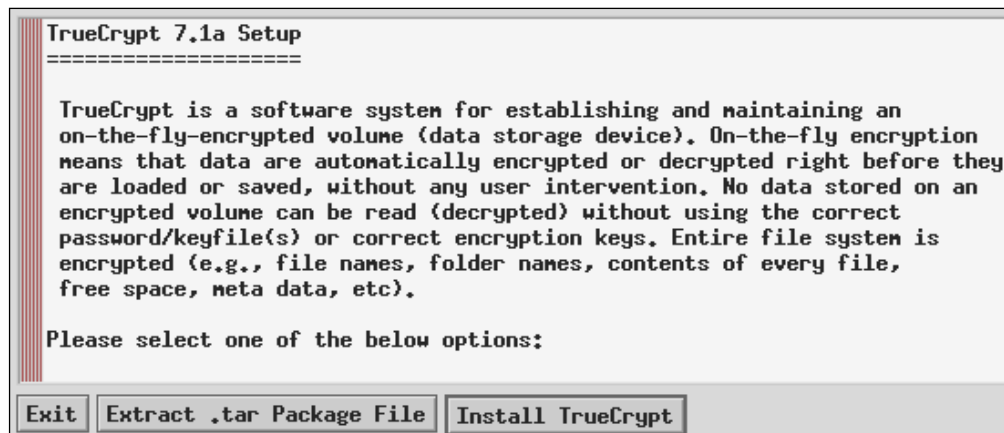 TrueCrypt 7.1a Setup
====================
TrueCrypt is a software system for establishing and maintaining an
on-the-fly-encrypted volume (data storage device). On-the-fly encryption
means that data are automatically encrypted or decrypted right before they
are loaded or saved, without any user intervention. No data stored on an
encrypted volume can be read (decrypted) without using the correct
password/keyfile(s) or correct encryption keys. Entire file system is
encrypted (e.g., file names, folder names, contents of every file,
free space, meta data, etc).
Please select one of the below options:
Exit Extract .tar Package File Install TrueCrypt